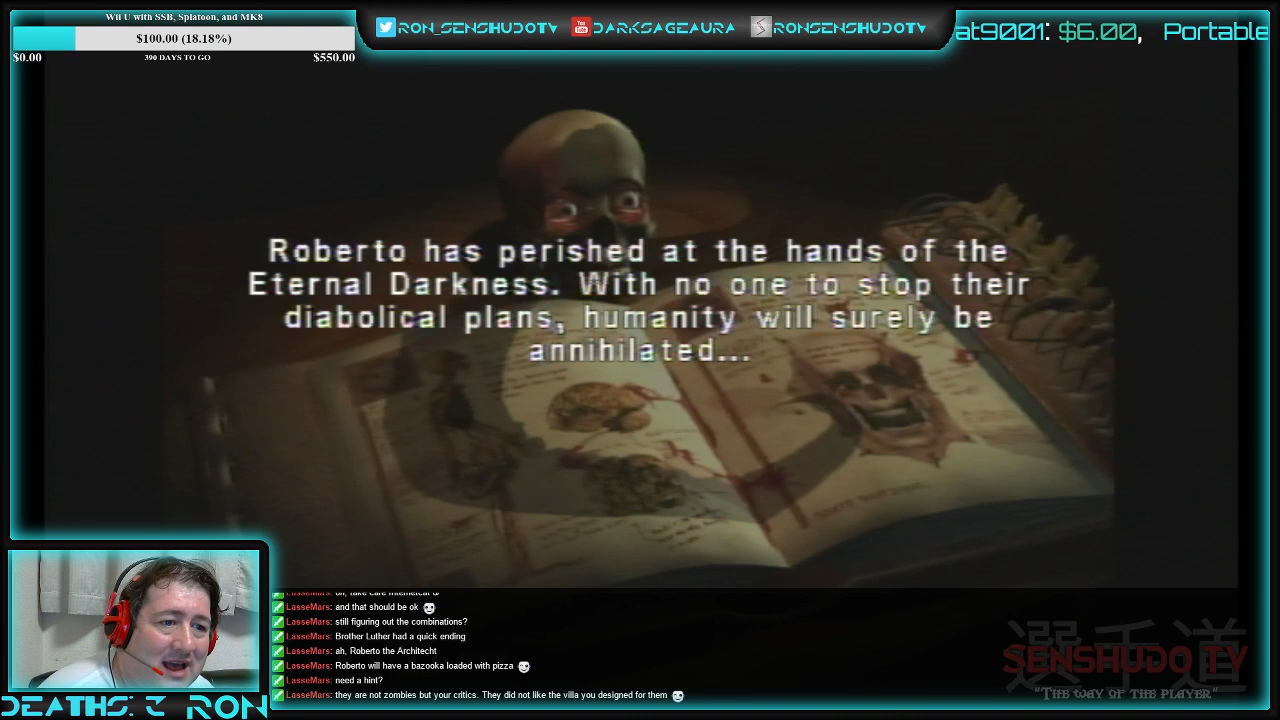 Wii U with SSB, Splatoon, and MK8
$100.00 (18.18%)
$0.00 390 DAYS TO GO $550.00
RON_SENSHUDOTV DARKSAGEAURA RONSENSHUDOTV
at9001: $6.00, Portable
Roberto has perished at the hands of the
Eternal Darkness. With no one to stop their
diabolical plans, humanity will surely be
annihilated...
LasseMars: and that should be ok
LasseMars: still figuring out the combinations?
LasseMars: Brother Luther had a quick ending
LasseMars: ah, Roberto the Architecht
LasseMars: Roberto will have a bazooka loaded with pizza
LasseMars: need a hint?
LasseMars: they are not zombies but your critics. They did not like the villa you designed for them
選手道
SENSHUDO TV
"THE WAY OF THE PLAYER"
DEATHS: 3 RON